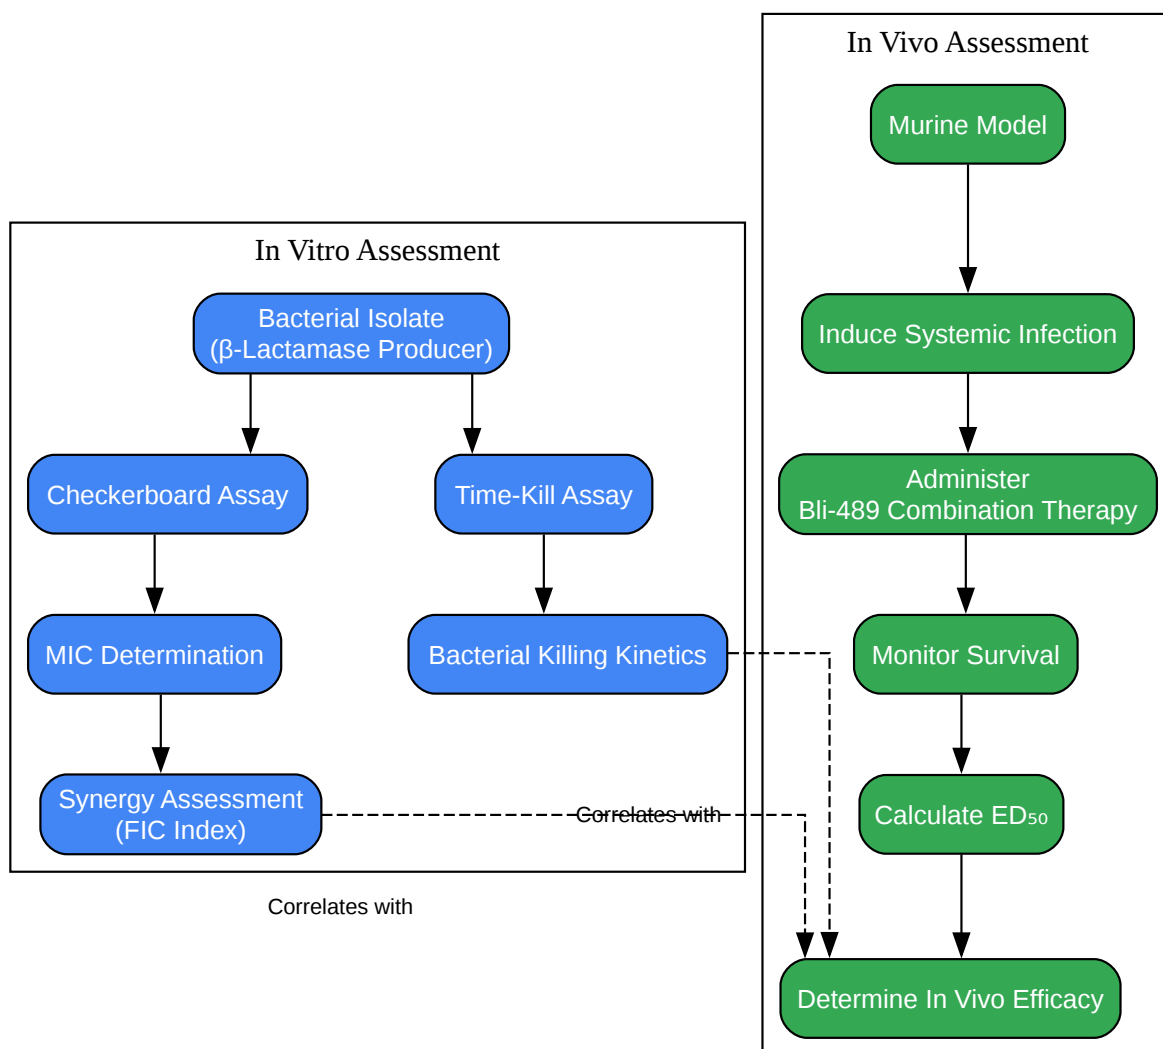 In Vitro Assessment
Bacterial Isolate
(β-Lactamase Producer)
Checkerboard Assay
Time-Kill Assay
MIC Determination
Bacterial Killing Kinetics
Synergy Assessment
(FIC Index)
Correlates with
Correlates with
In Vivo Assessment
Murine Model
Induce Systemic Infection
Administer
Bli-489 Combination Therapy
Monitor Survival
Calculate ED₅₀
Determine In Vivo Efficacy